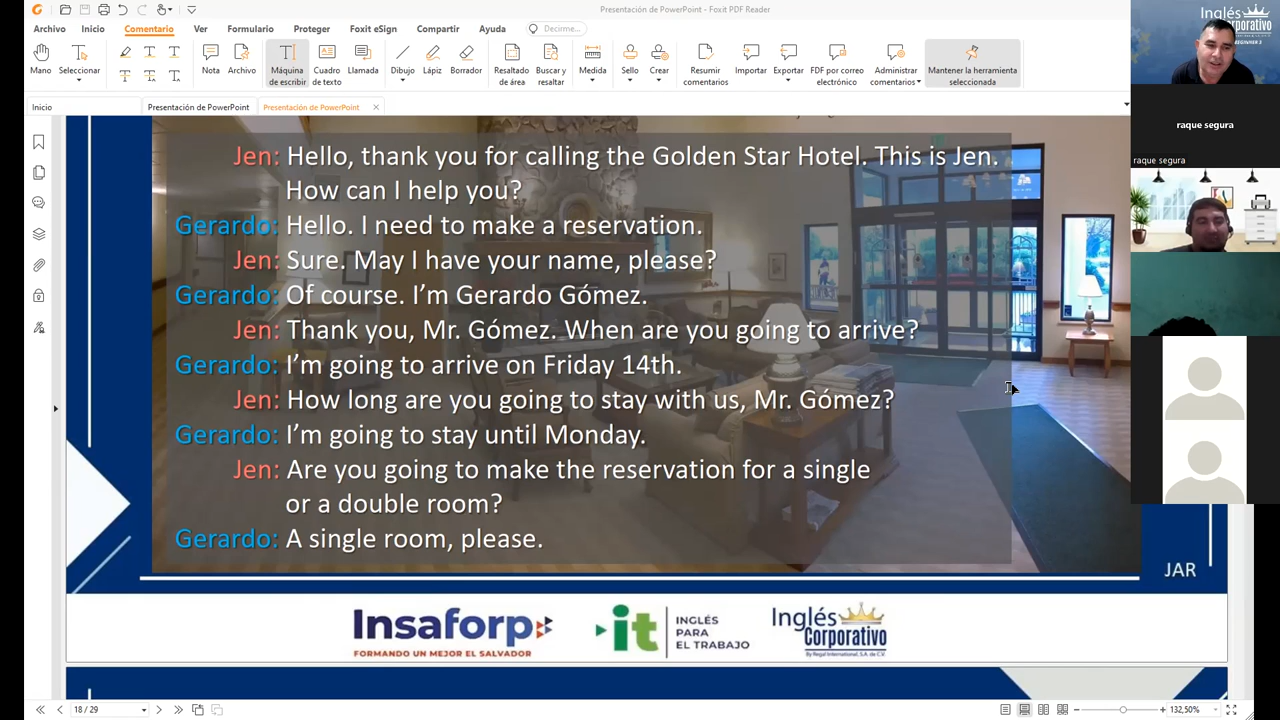 Presentación de PowerPoint - Foxit PDF Reader
Archivo Inicio Comentario Ver Formulario Proteger Foxit eSign Compartir Ayuda Decirme...
Mano
Seleccionar
Nota
Archivo
Máquina
de escribir
Cuadro
de texto
Llamada
Dibujo
Lápiz
Borrador
Resaltado
de área
Buscar y
resaltar
Medida
Sello
Crear
Resumir
comentarios
Importar
Exportar
PDF por correo
electrónico
Administrar
comentarios
Mantener la herramienta
seleccionada
Inicio
Presentación de PowerPoint
Presentación de PowerPoint
Inglés
Corporativo
BEGINNER 2
raque segura
raque segura
Jen: Hello, thank you for calling the Golden Star Hotel. This is Jen.
How can I help you?
Gerardo: Hello. I need to make a reservation.
Jen: Sure. May I have your name, please?
Gerardo: Of course. I’m Gerardo Gómez.
Jen: Thank you, Mr. Gómez. When are you going to arrive?
Gerardo: I’m going to arrive on Friday 14th.
Jen: How long are you going to stay with us, Mr. Gómez?
Gerardo: I’m going to stay until Monday.
Jen: Are you going to make the reservation for a single
or a double room?
Gerardo: A single room, please.
JAR
Insaforp
FORMANDO UN MEJOR EL SALVADOR
it
INGLÉS
PARA
EL TRABAJO
Inglés
Corporativo
By Regal International, S.A. de C.V.
18 / 29
132,50%